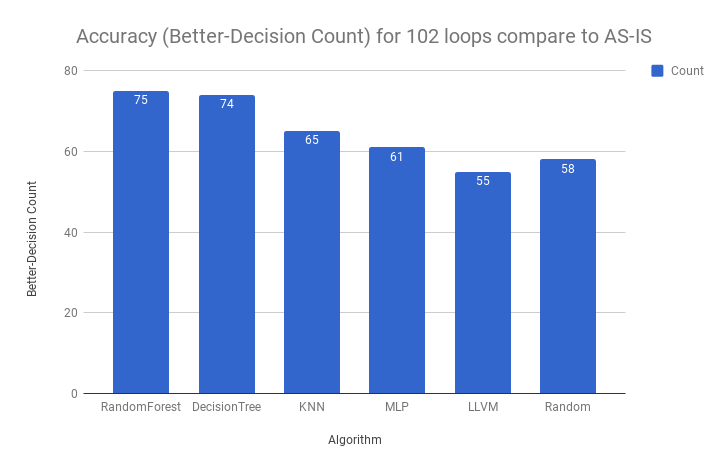 Accuracy (Better-Decision Count) for 102 loops compare to AS-IS
Count
80
60
40
20
0
Better-Decision Count
75
74
65
61
55
58
RandomForest
DecisionTree
KNN
MLP
LLVM
Random
Algorithm